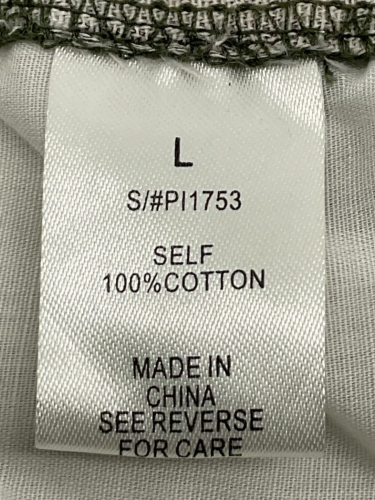 L
S/#PI1753
SELF
100%COTTON
MADE IN
CHINA
SEE REVERSE
FOR CARE